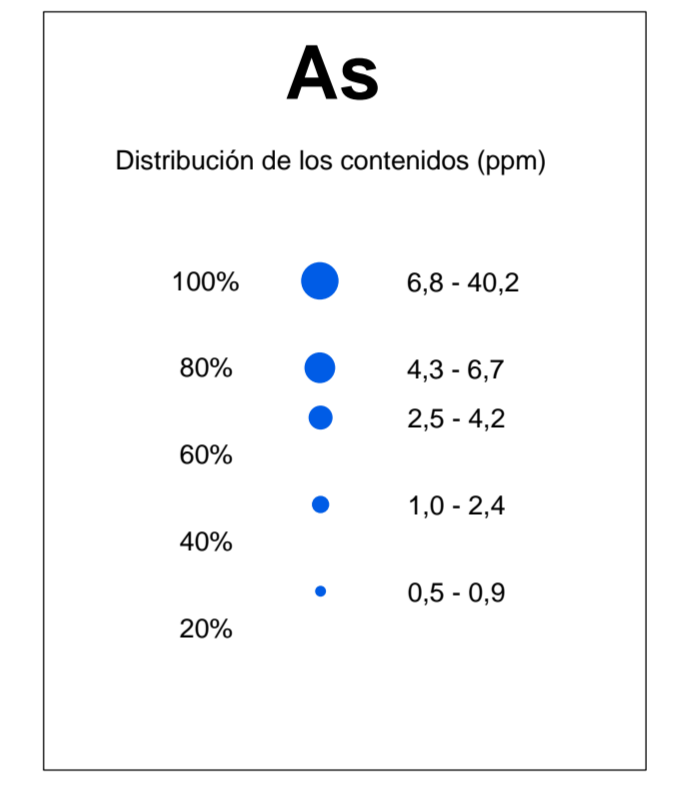 As
Distribución de los contenidos (ppm)
100% 6,8 - 40,2
80% 4,3 - 6,7
2,5 - 4,2
60%
1,0 - 2,4
40%
0,5 - 0,9
20%